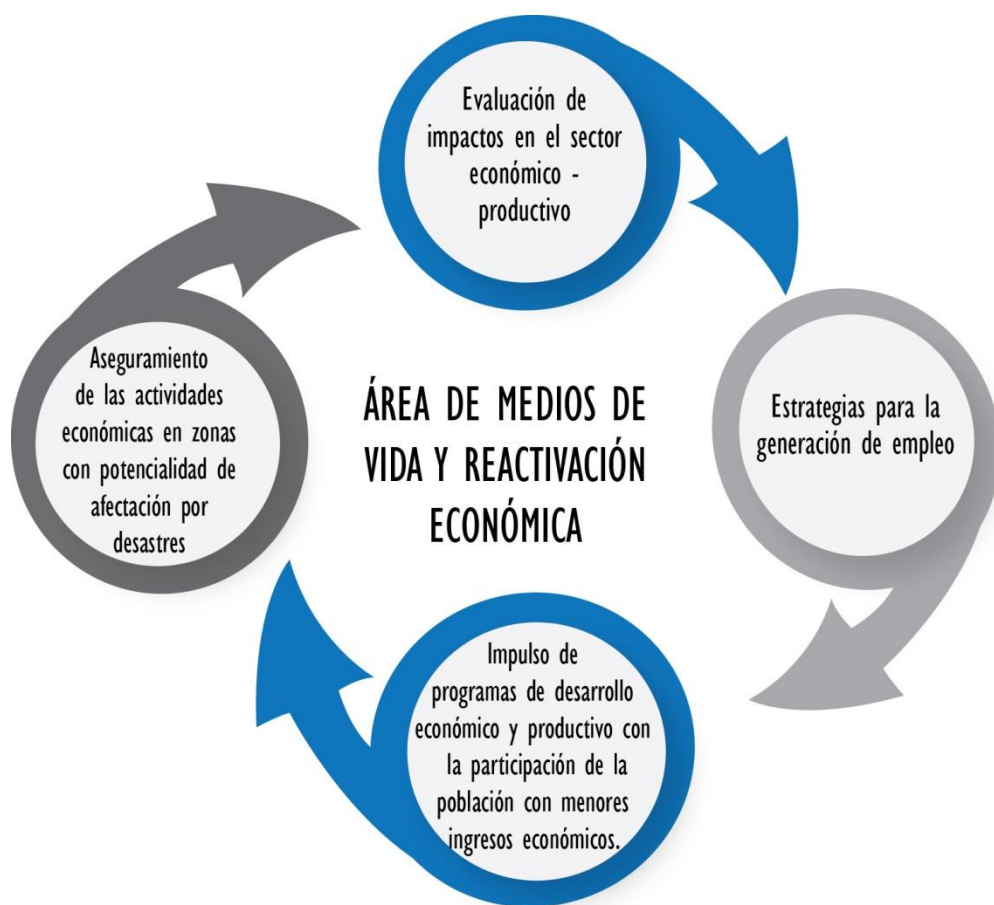 Evaluación de
impactos en el sector
económico -
productivo
Estrategias para la
generación de empleo
Impulso de
programas de desarrollo
económico y productivo con
la participación de la
población con menores
ingresos económicos.
Aseguramiento
de las actividades
económicas en zonas
con potencialidad de
afectación por
desastres
ÁREA DE MEDIOS DE
VIDA Y REACTIVACIÓN
ECONÓMICA